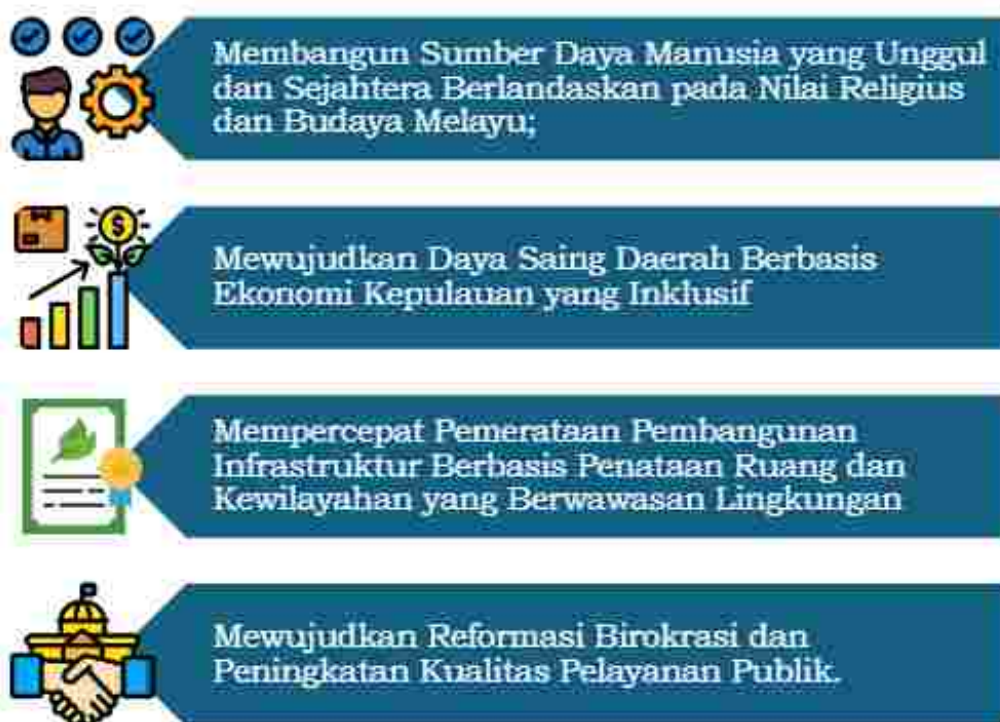 Membangun Sumber Daya Manusia yang Unggul
dan Sejahtera Berlandaskan pada Nilai Religius
dan Budaya Melayu;
Mewujudkan Daya Saing Daerah Berbasis
Ekonomi Kepulauan yang Inklusif
Mempercepat Pemerataan Pembangunan
Infrastruktur Berbasis Penataan Ruang dan
Kewilayahan yang Berwawasan Lingkungan
Mewujudkan Reformasi Birokrasi dan
Peningkatan Kualitas Pelayanan Publik.